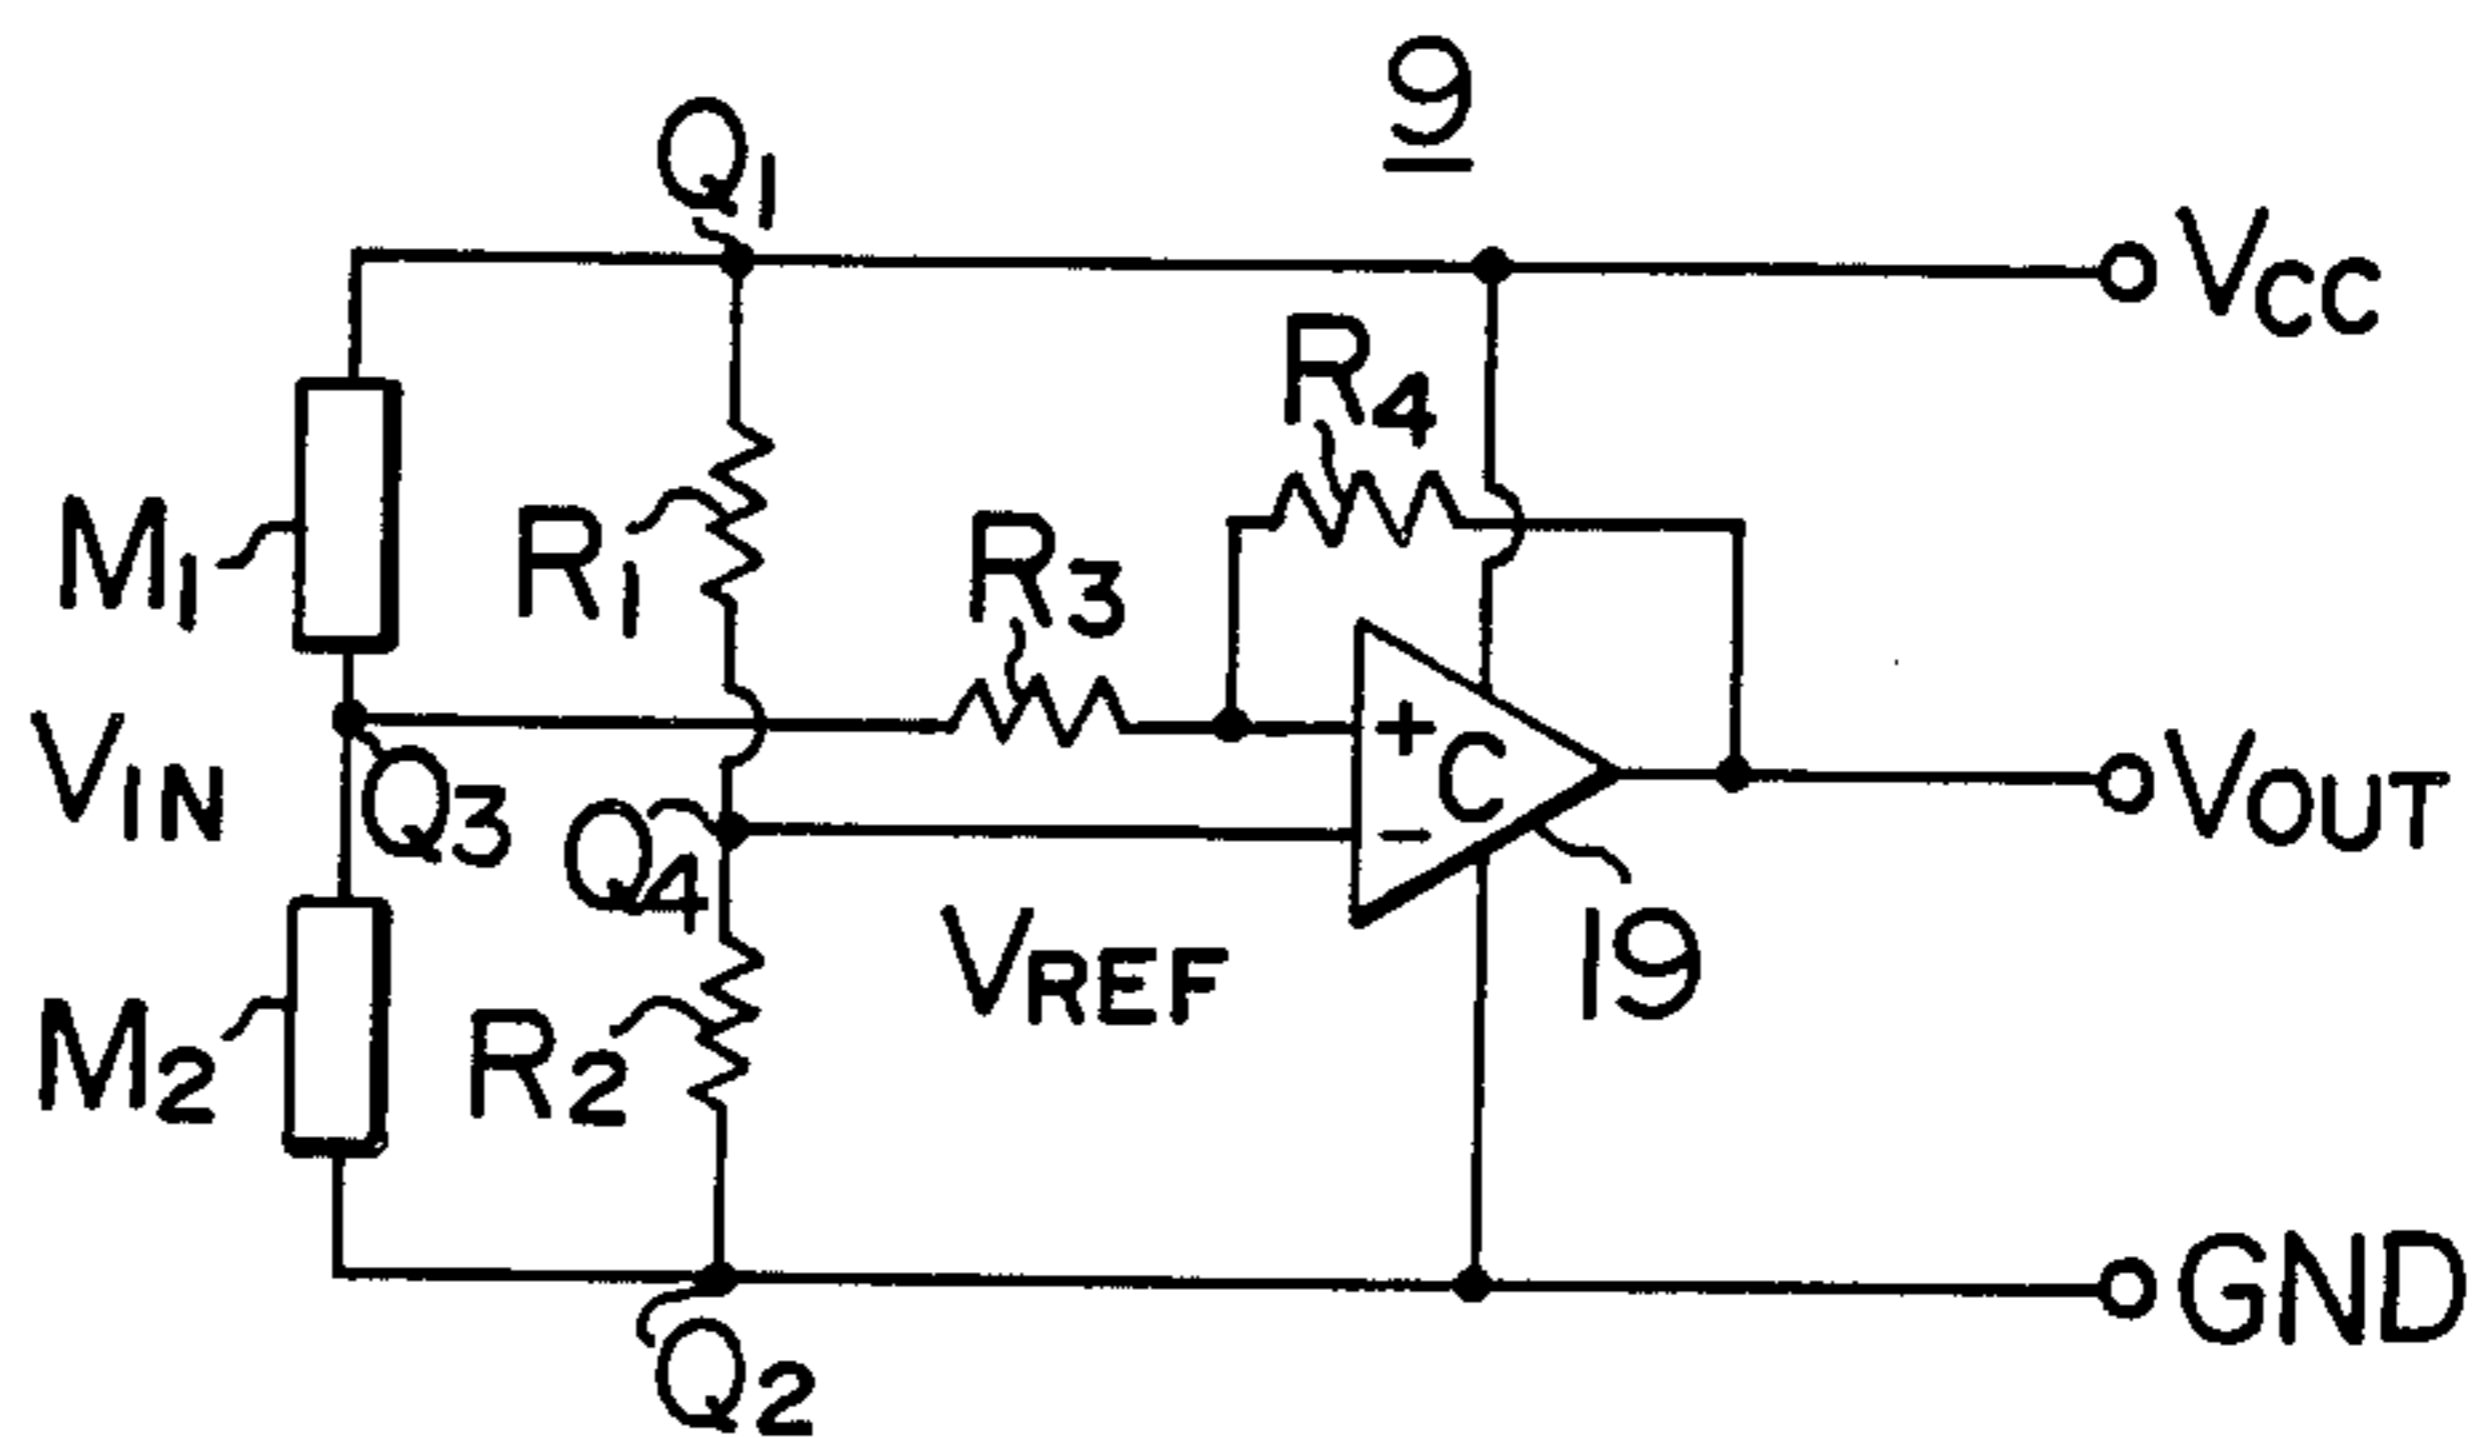 9
Q1
VCC
R4
M1
R1
R3
+
C
VIN
Q3
VOUT
Q4
-
VREF
19
M2
R2
GND
Q2